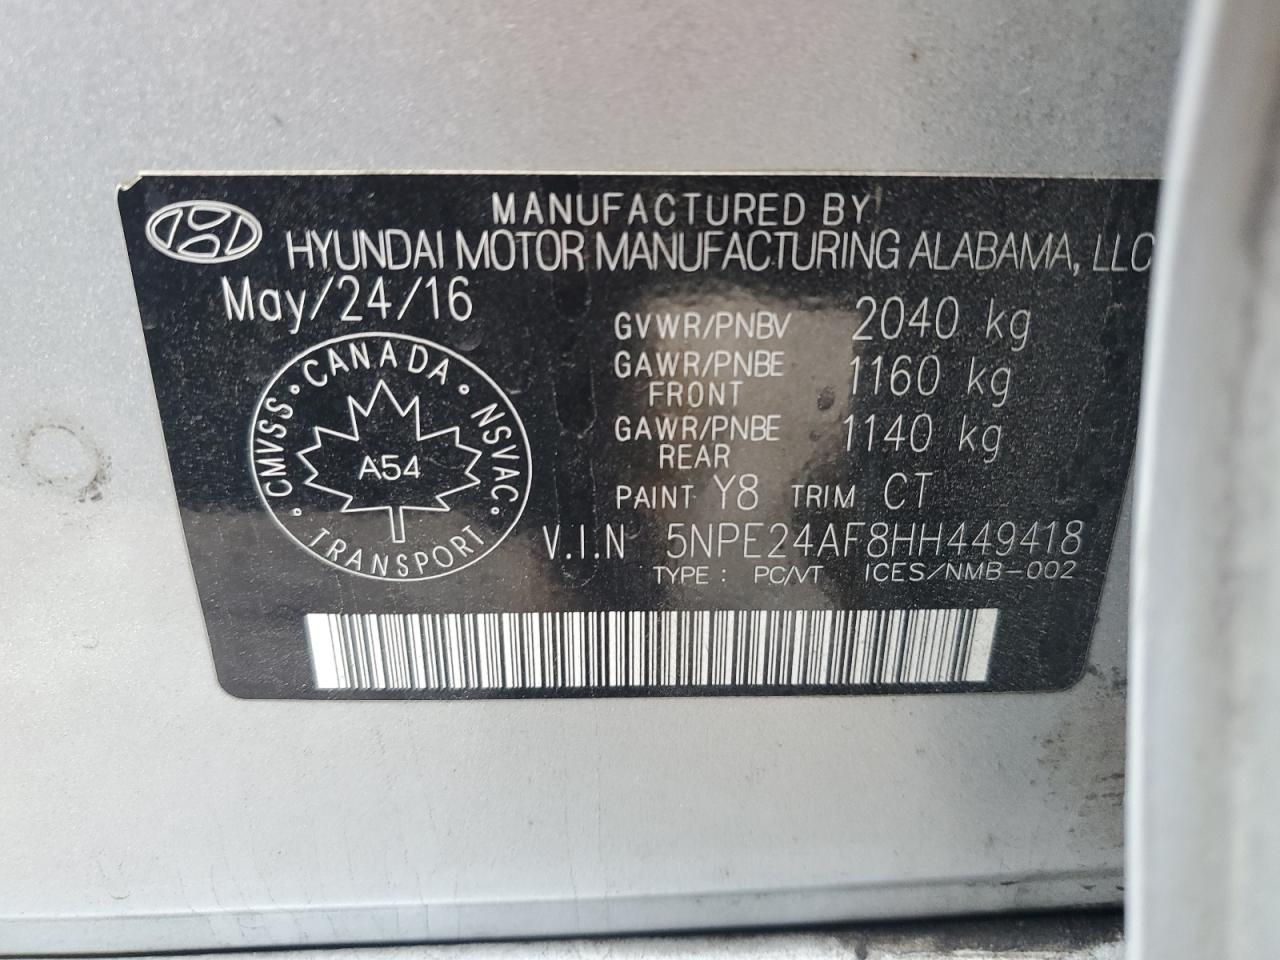 MANUFACTURED BY
HYUNDAI MOTOR MANUFACTURING ALABAMA, LLC
May/24/16
GVWR/PNBV 2040 kg
GAWR/PNBE FRONT 1160 kg
GAWR/PNBE REAR 1140 kg
CANADA
CMVSS
NSVAC
A54
TRANSPORT
PAINT Y8 TRIM CT
V.I.N 5NPE24AF8HH449418
TYPE : PC/VT ICES/NMB-002